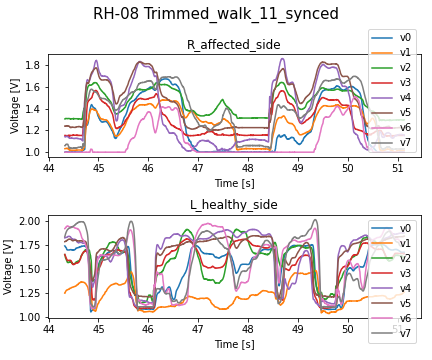 RH-08 Trimmed_walk_11_synced
R_affected_side
Voltage [V]
1.8
1.6
1.4
1.2
1.0
44 45 46 47 48 49 50 51
Time [s]
v0
v1
v2
v3
v4
v5
v6
v7
L_healthy_side
Voltage [V]
2.00
1.75
1.50
1.25
1.00
44 45 46 47 48 49 50 51
Time [s]
v0
v1
v2
v3
v4
v5
v6
v7